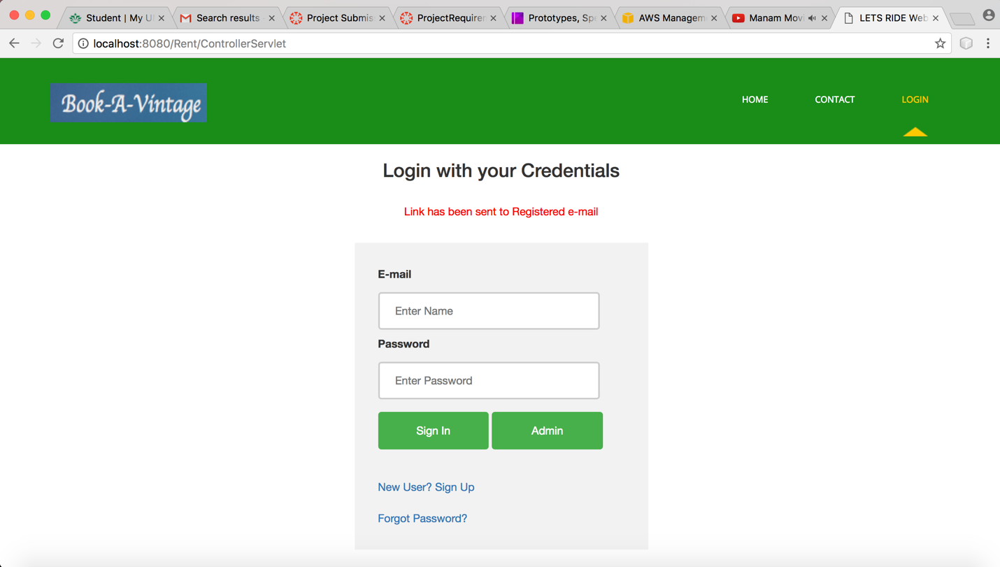 Student | My U
Search results
Project Submis
ProjectRequirer
Prototypes, Spe
AWS Managem
Manam Movi
LETS RIDE Web
localhost:8080/Rent/ControllerServlet
Book-A-Vintage
HOME
CONTACT
LOGIN
Login with your Credentials
Link has been sent to Registered e-mail
E-mail
Enter Name
Password
Enter Password
Sign In
Admin
New User? Sign Up
Forgot Password?